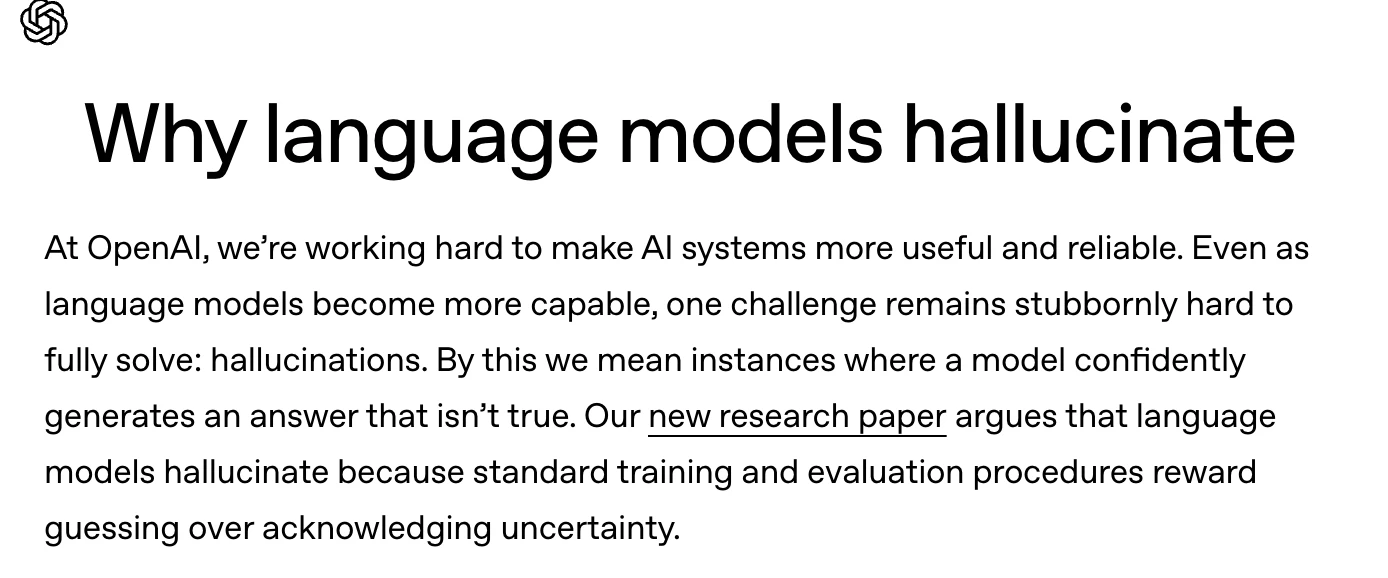 Why language models hallucinate
At OpenAI, we’re working hard to make AI systems more useful and reliable. Even as
language models become more capable, one challenge remains stubbornly hard to
fully solve: hallucinations. By this we mean instances where a model confidently
generates an answer that isn’t true. Our new research paper argues that language
models hallucinate because standard training and evaluation procedures reward
guessing over acknowledging uncertainty.